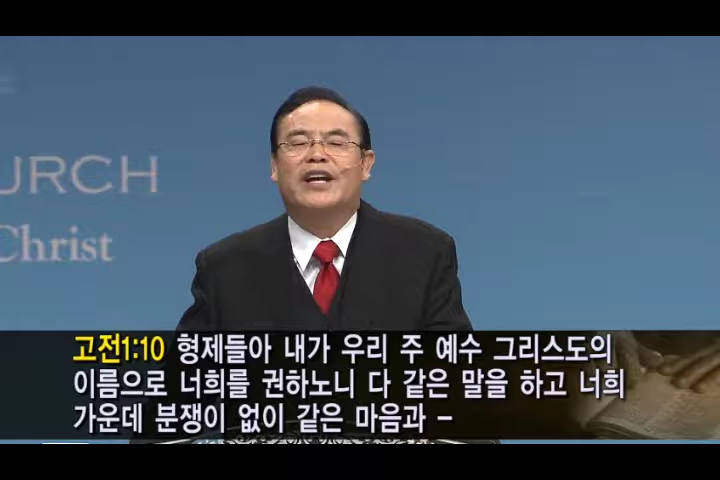 URCH
Christ
고전1:10 형제들아 내가 우리 주 예수 그리스도의
이름으로 너희를 권하노니 다 같은 말을 하고 너희
가운데 분쟁이 없이 같은 마음과 –